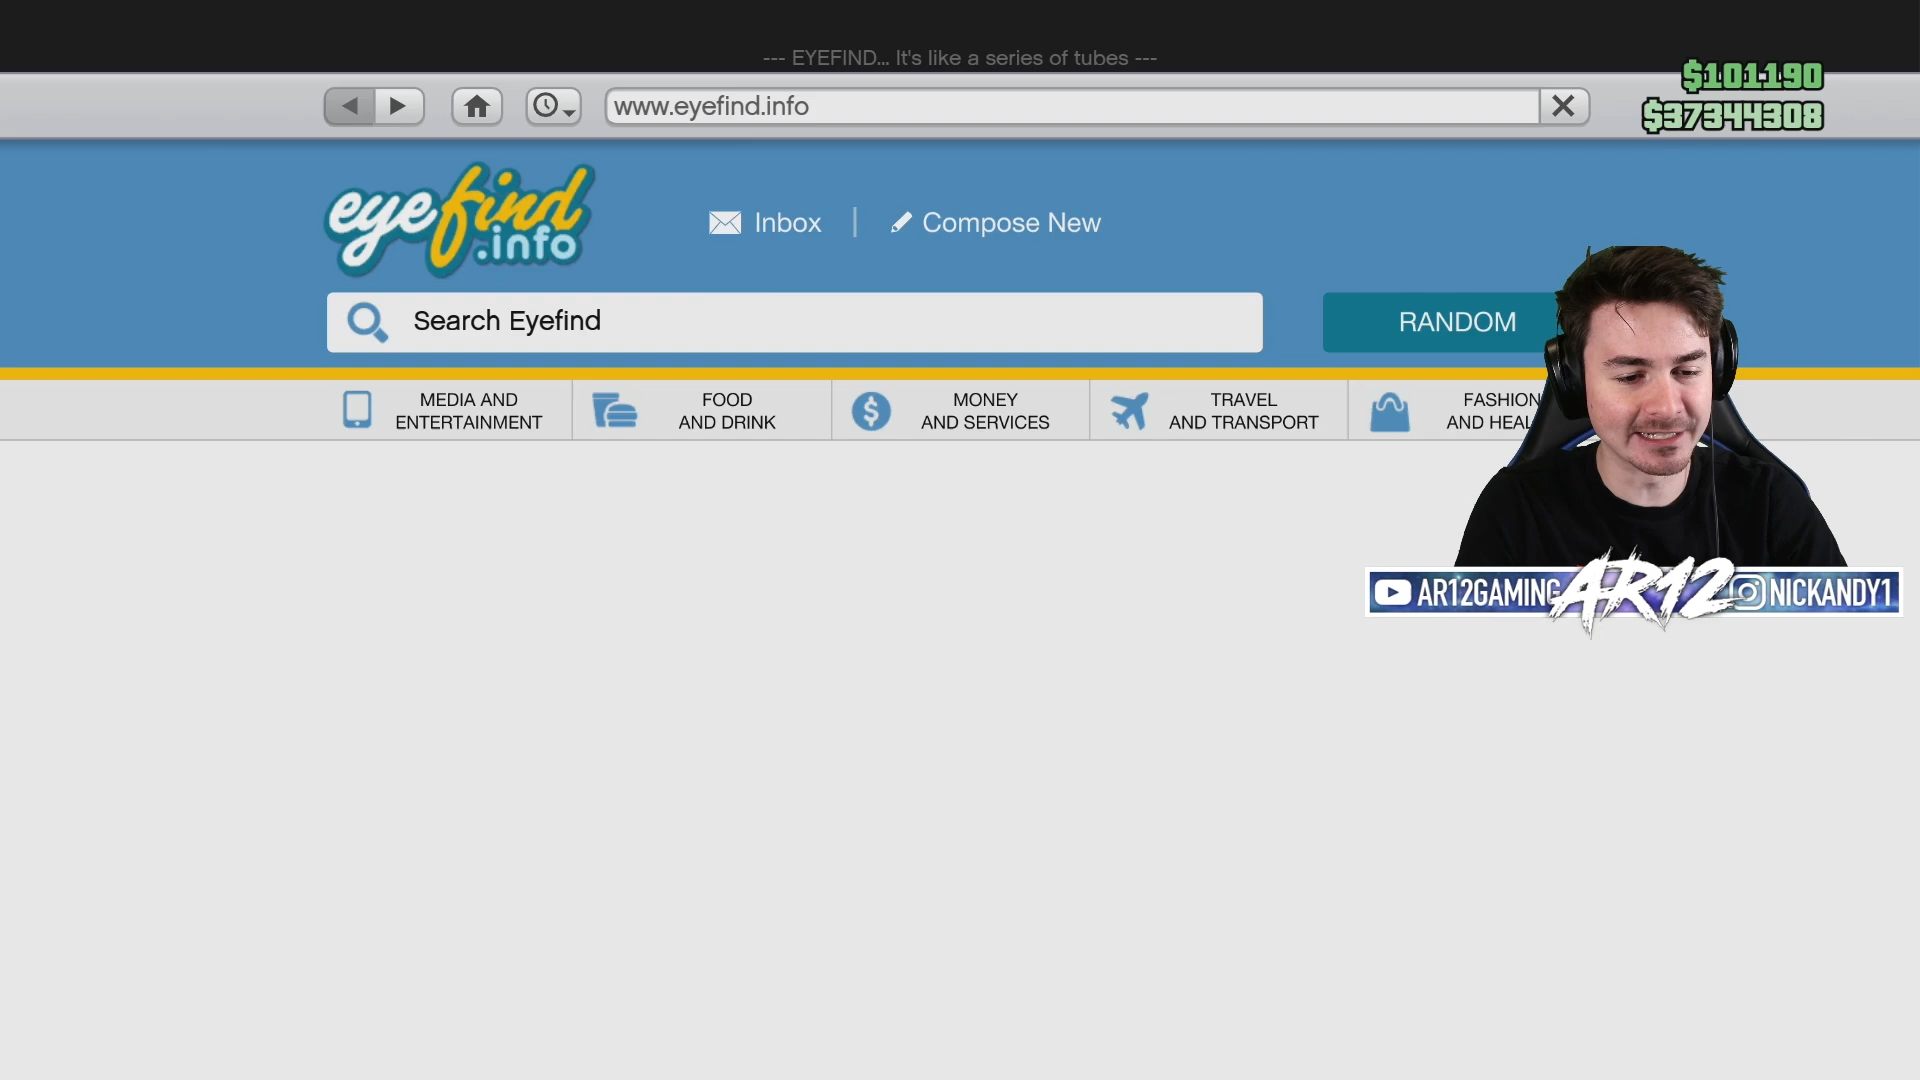 --- EYEFIND... It's like a series of tubes ---
$101190
www.eyefind.info
$37344308
eyefind
.info
Inbox
Compose New
Search Eyefind
RANDOM
MEDIA AND
ENTERTAINMENT
FOOD
AND DRINK
MONEY
AND SERVICES
TRAVEL
AND TRANSPORT
FASHION
AND HEAL
AR12GAMING
AR12
NICKANDY1